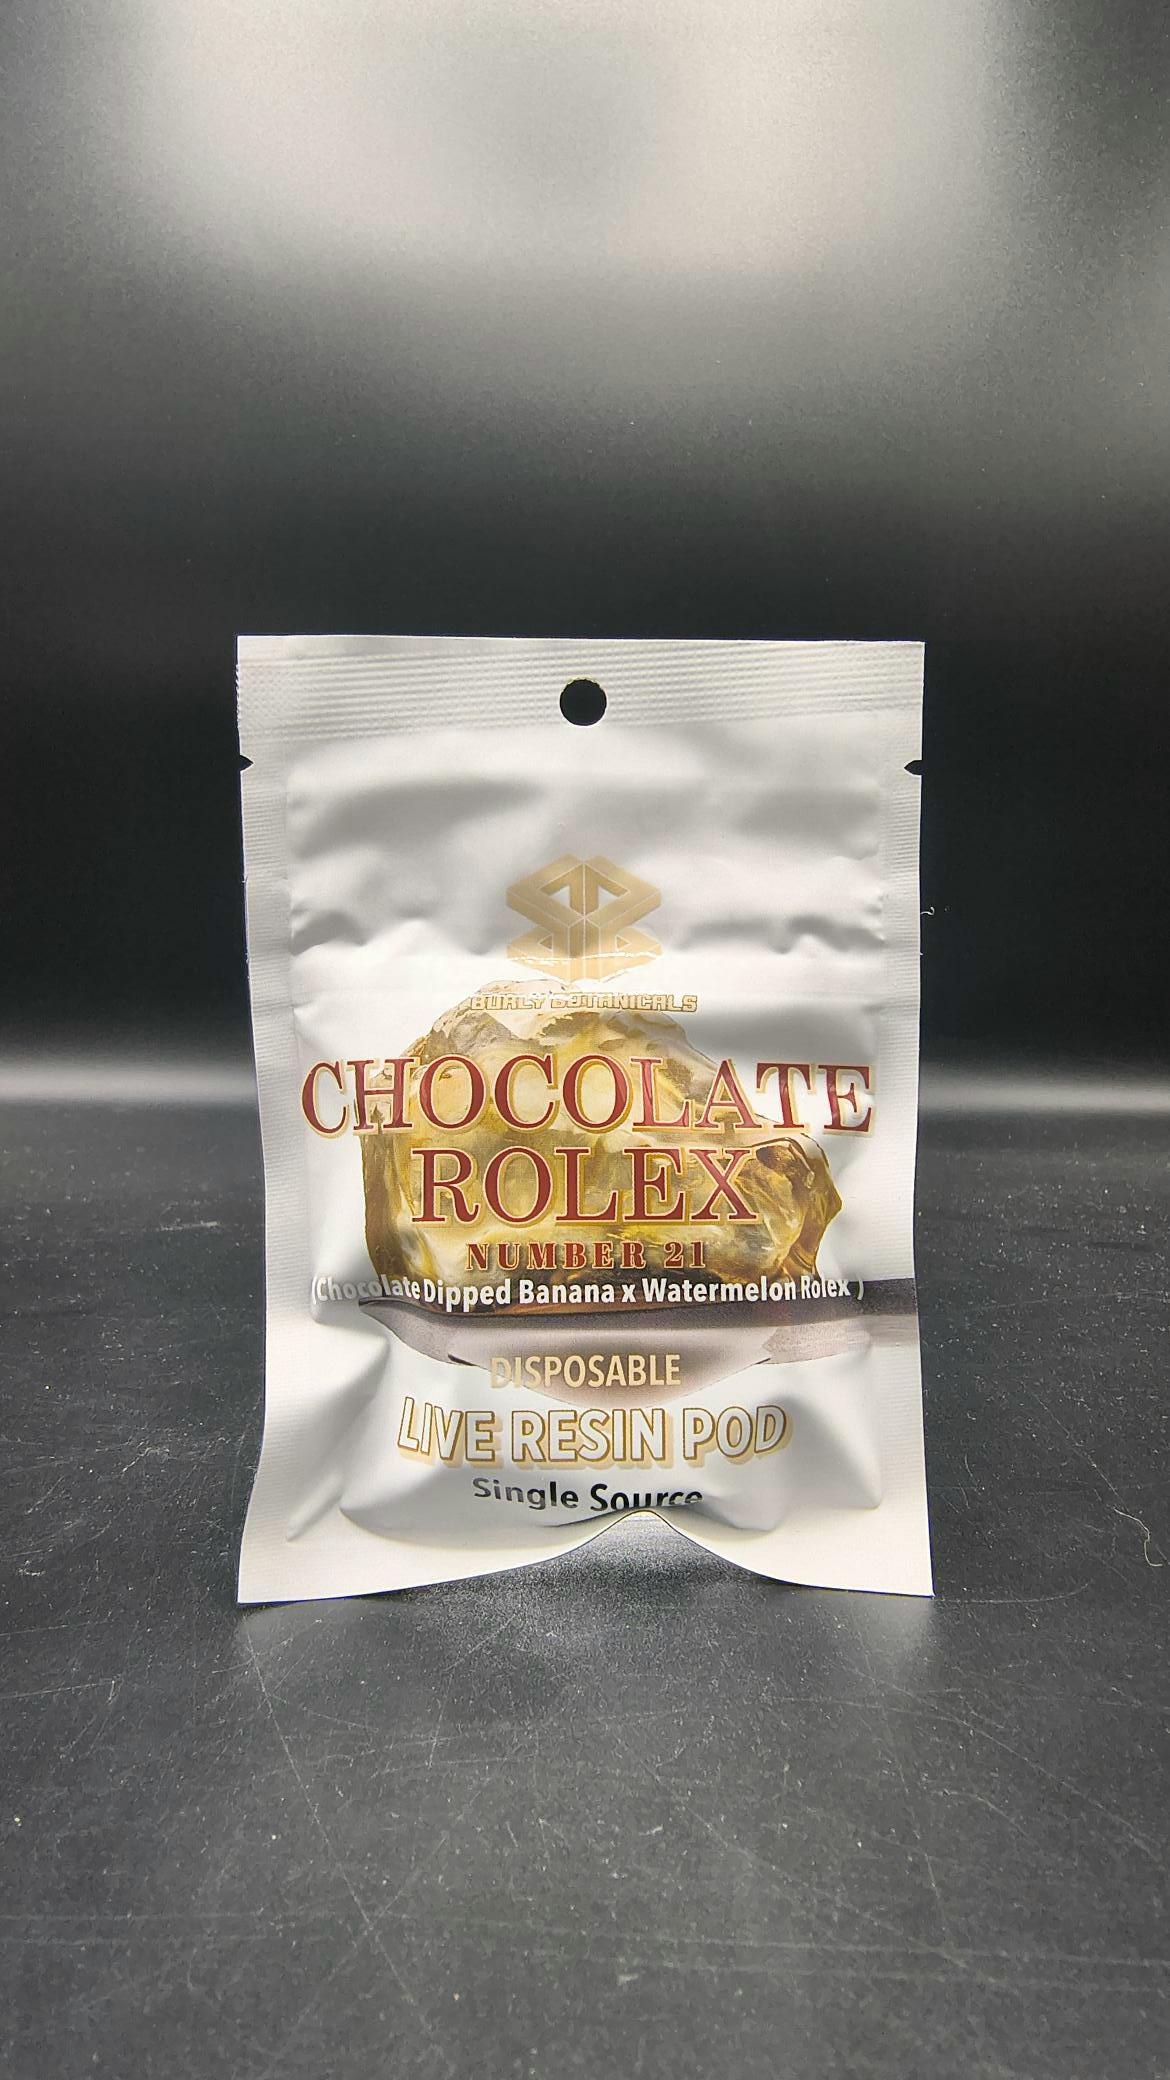 BURLY BOTANICALS
CHOCOLATE
ROLEX
NUMBER 21
(Chocolate Dipped Banana x Watermelon Rolex )
DISPOSABLE
LIVE RESIN POD
Single Source